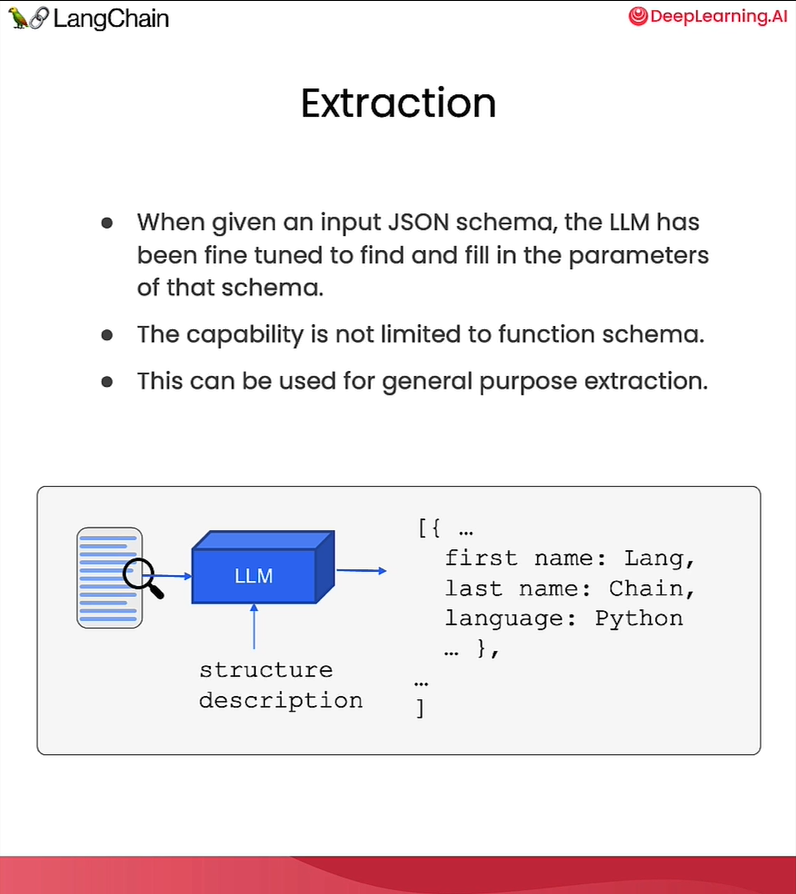 LangChain
DeepLearning.AI
Extraction
● When given an input JSON schema, the LLM has
been fine tuned to find and fill in the parameters
of that schema.
● The capability is not limited to function schema.
● This can be used for general purpose extraction.
LLM
structure
description
[{ …
first name: Lang,
last name: Chain,
language: Python
… },
…
]